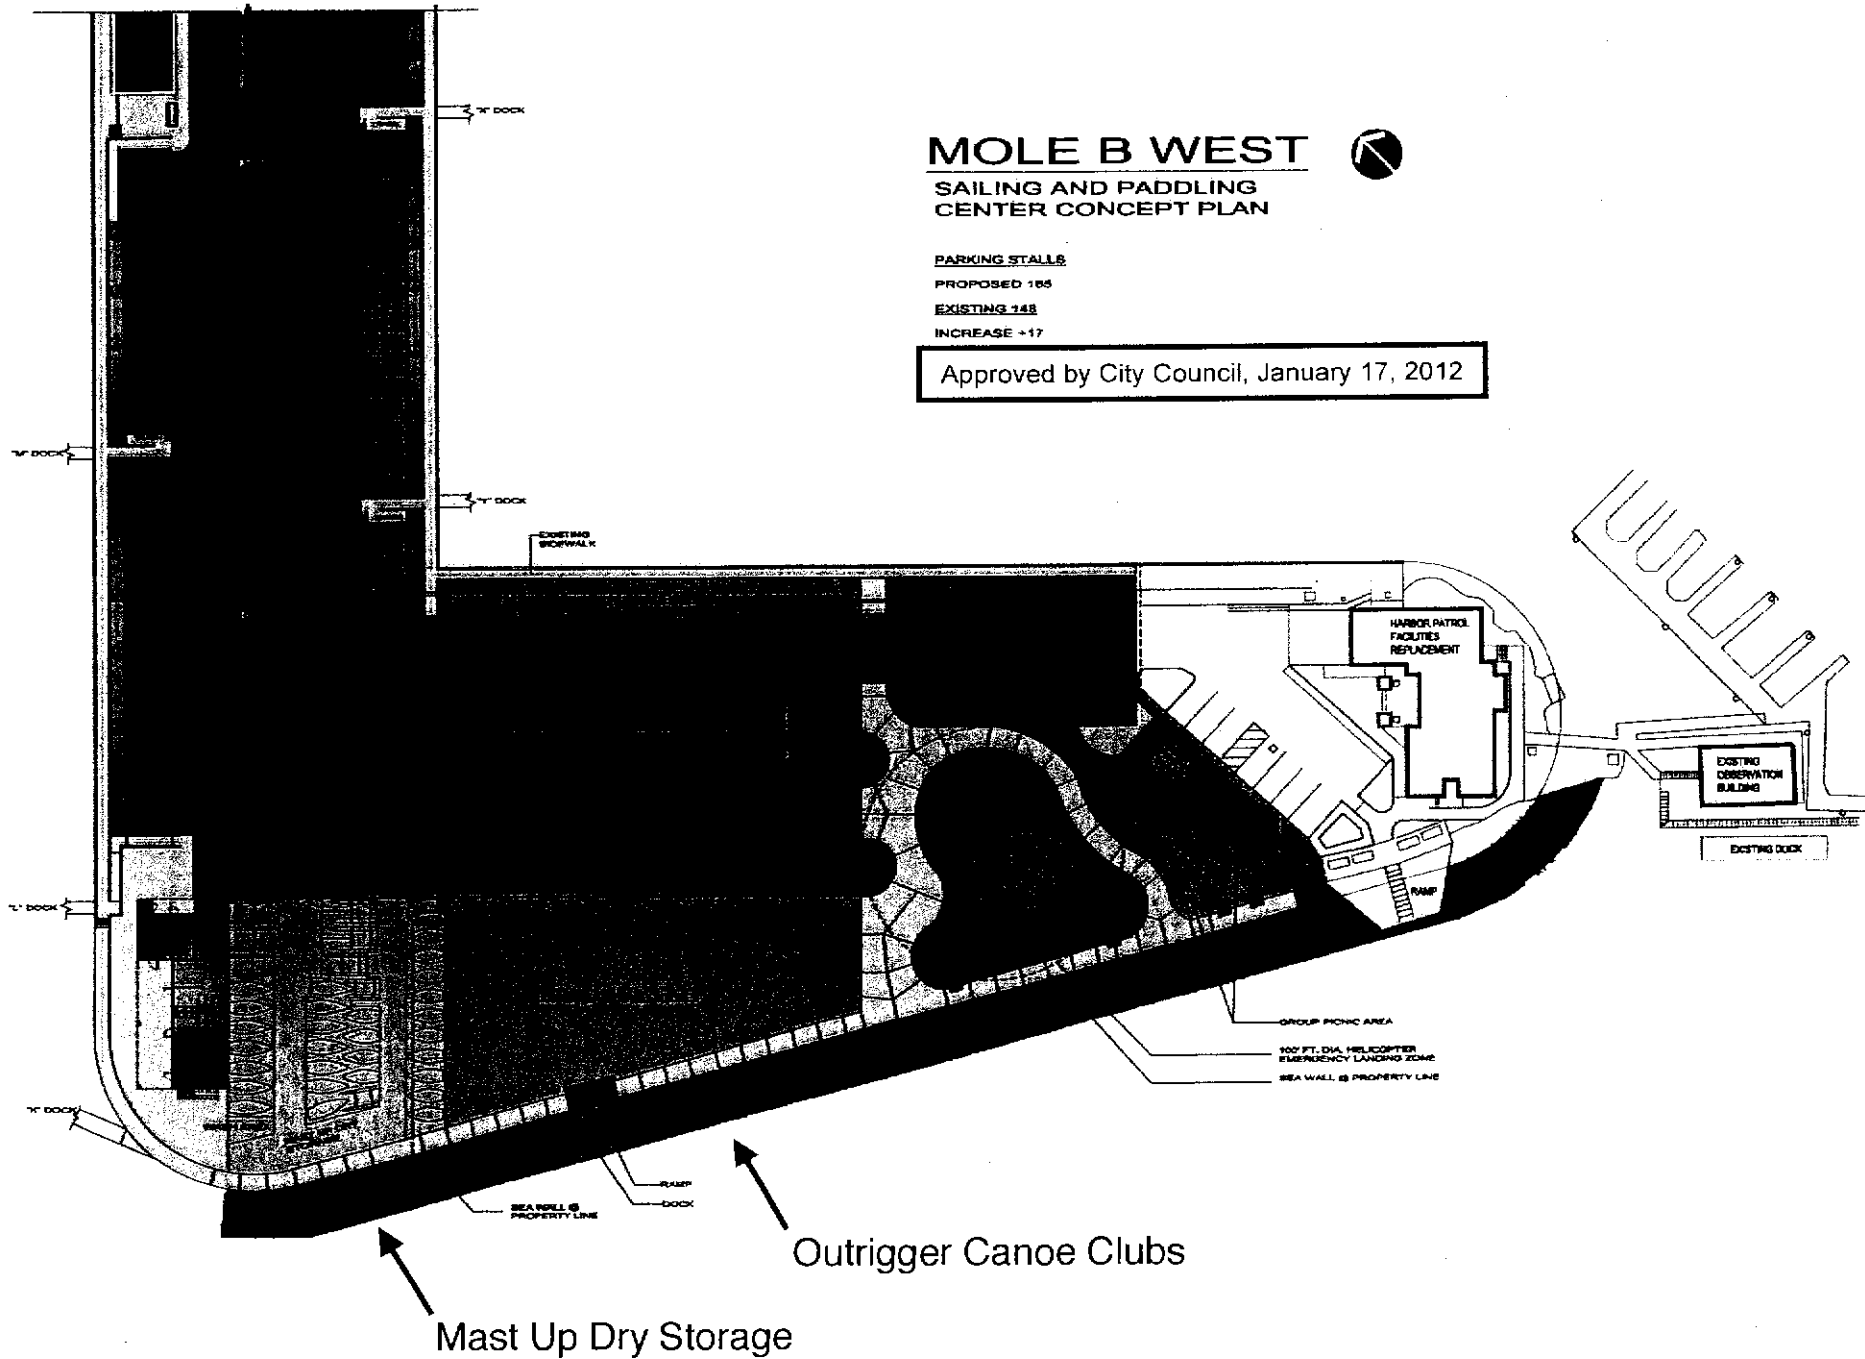 "X" DOCK
MOLE B WEST
SAILING AND PADDLING
CENTER CONCEPT PLAN
PARKING STALLS
PROPOSED 165
EXISTING 148
INCREASE +17
Approved by City Council, January 17, 2012
"M" DOCK
"Y" DOCK
EXISTING
SIDEWALK
HARBOR PATROL
FACILITIES
REPLACEMENT
EXISTING
OBSERVATION
BUILDING
EXISTING DOCK
"L" DOCK
RAMP
GROUP PICNIC AREA
100' FT. DIA. HELICOPTER
EMERGENCY LANDING ZONE
SEA WALL @ PROPERTY LINE
DOCK
RAMP
DOCK
SEA WALL @
PROPERTY LINE
Outrigger Canoe Clubs
Mast Up Dry Storage